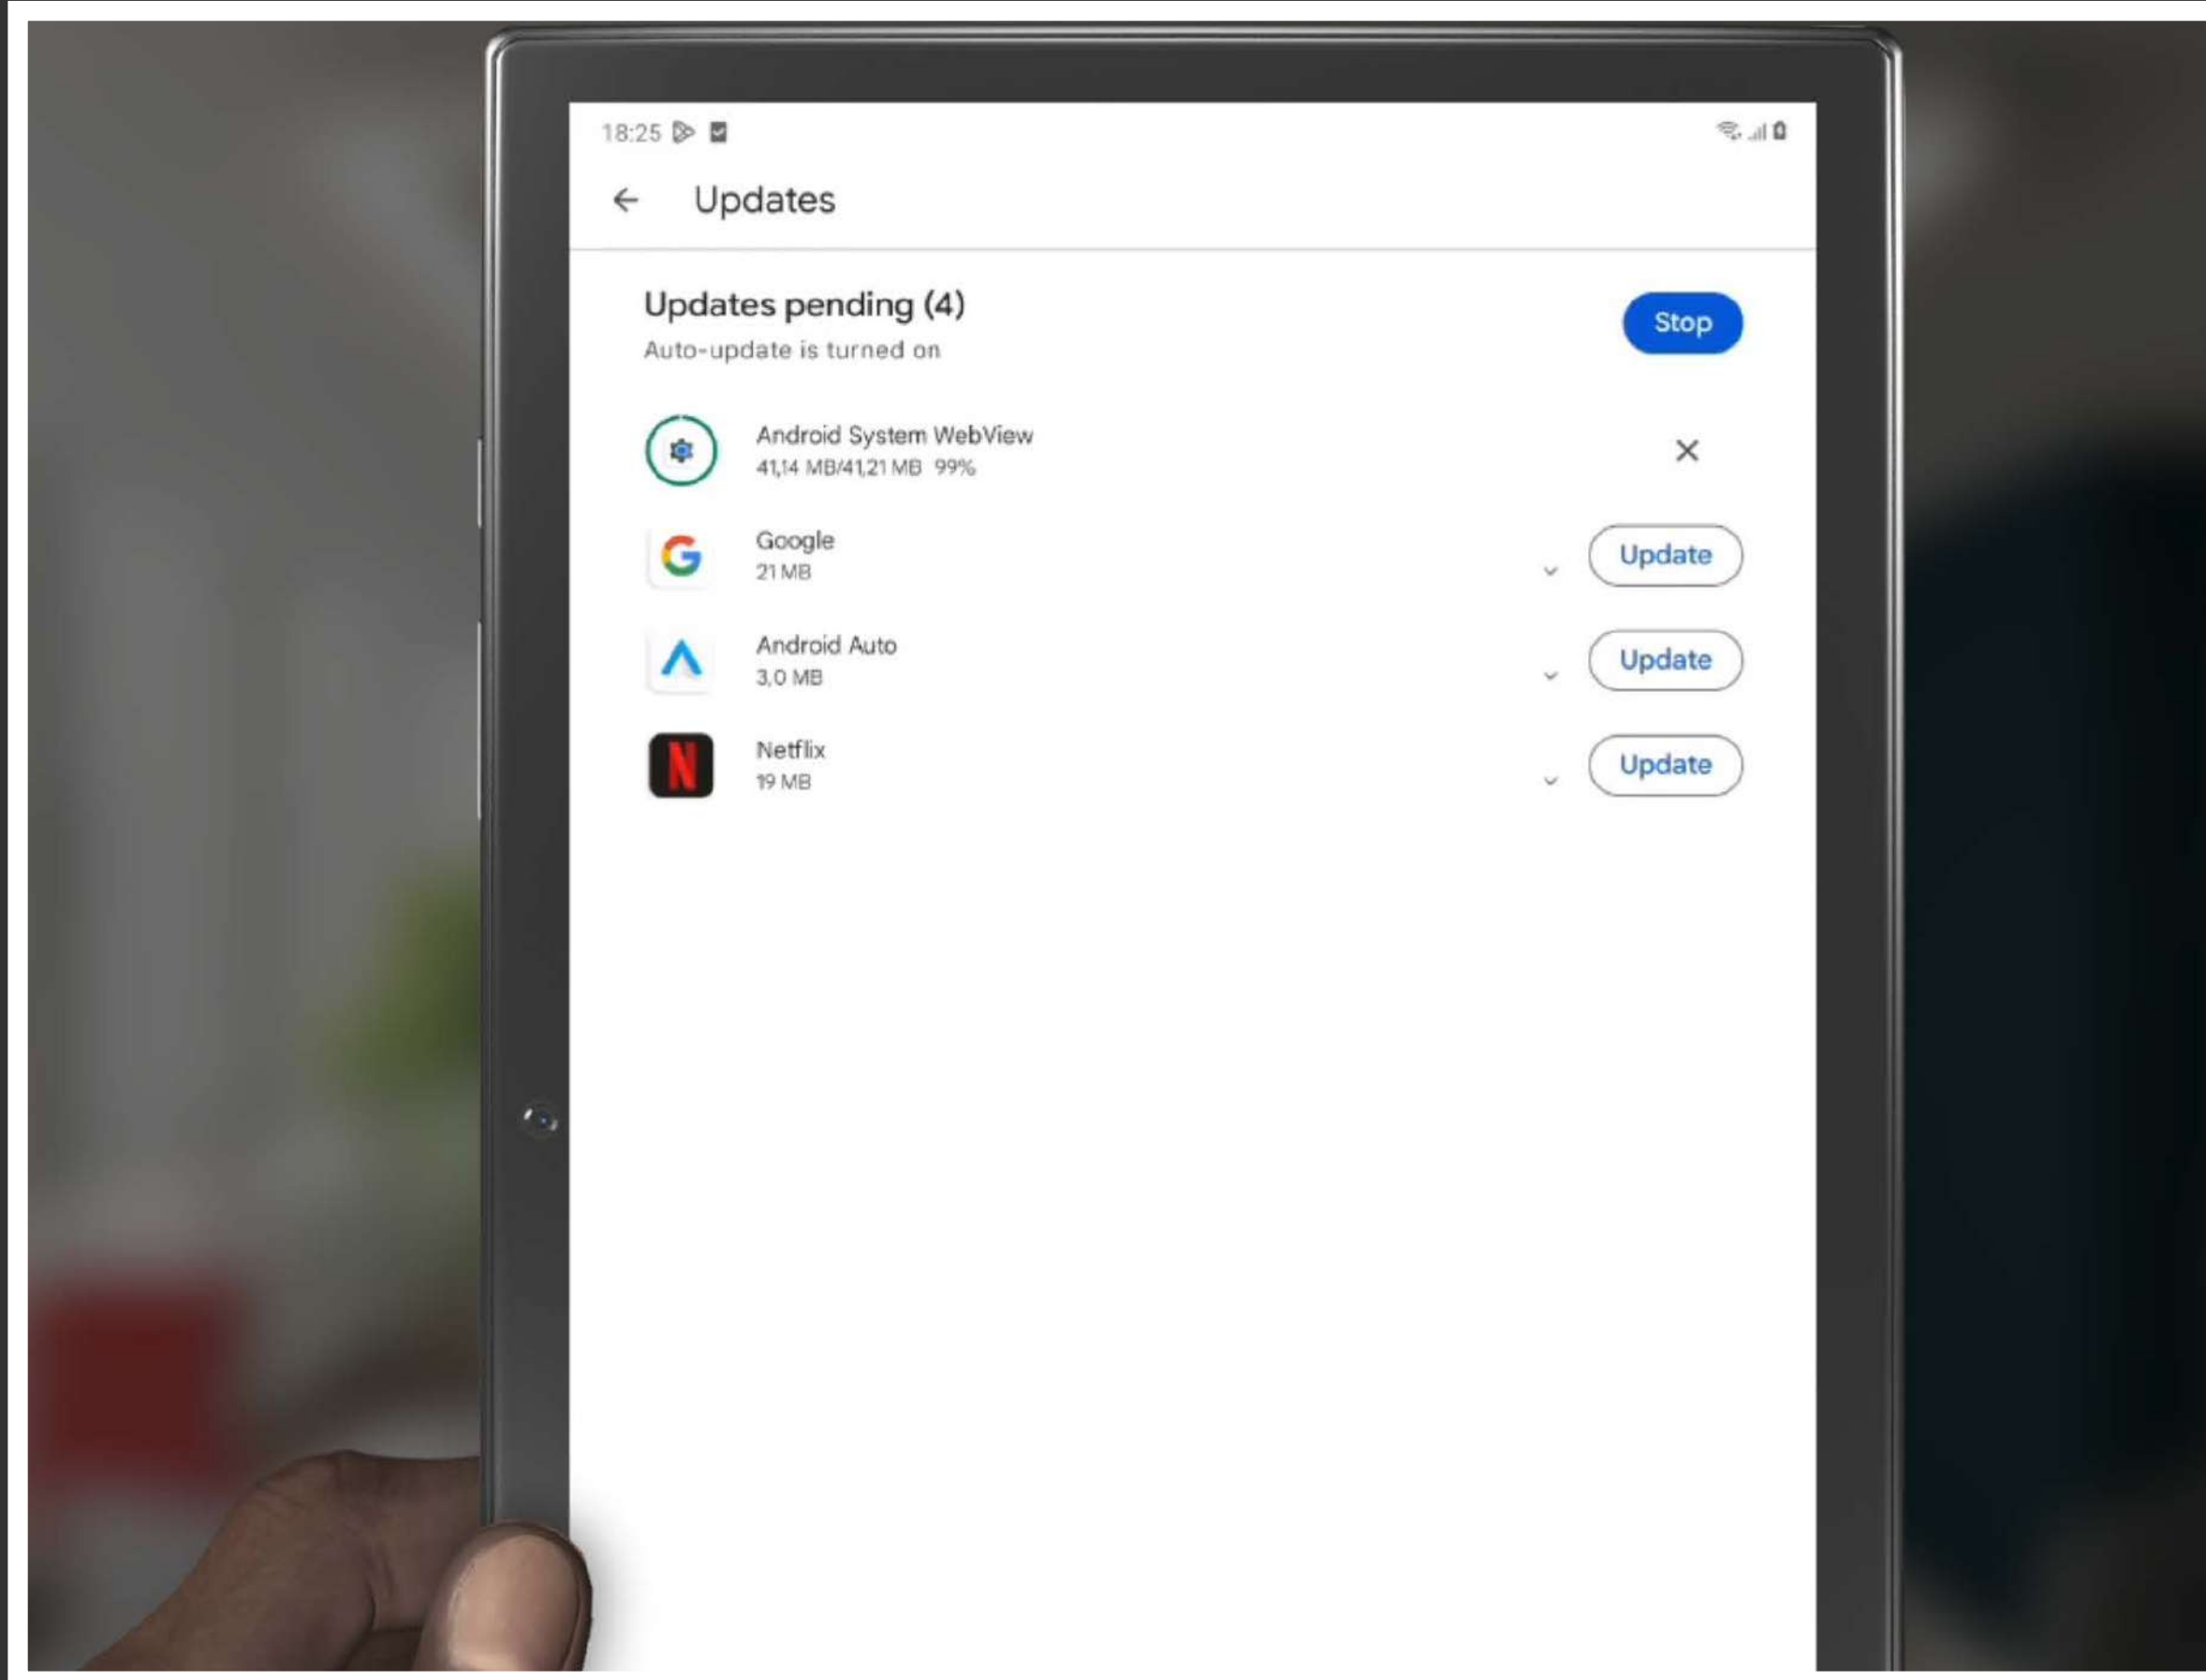 18:25
Updates
Updates pending (4)
Stop
Auto-update is turned on
Android System WebView
41,14 MB/41,21 MB 99%
Google
21 MB
Update
Android Auto
3,0 MB
Update
Netflix
19 MB
Update